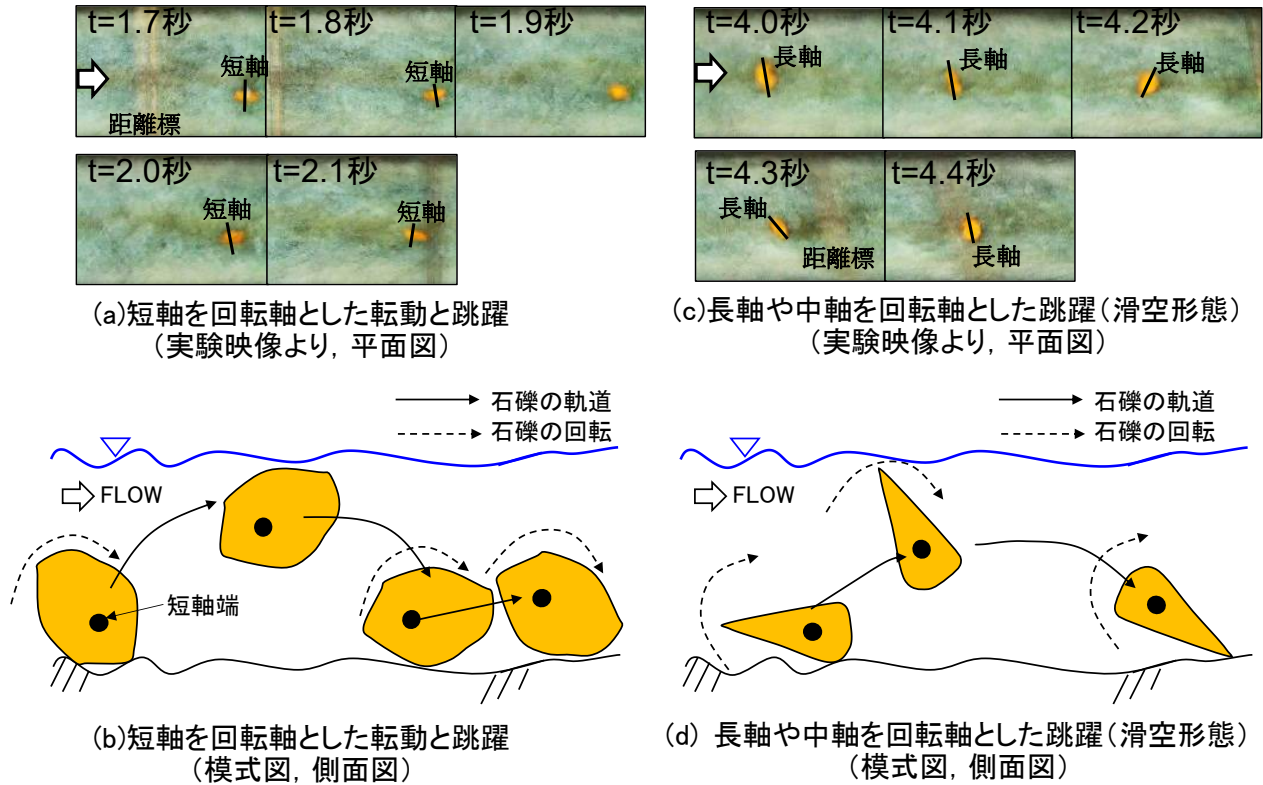 t=1.7秒
t=1.8秒
t=1.9秒
短軸
短軸
距離標
t=2.0秒
t=2.1秒
短軸
短軸
(a)短軸を回転軸とした転動と跳躍
（実験映像より，平面図）
t=4.0秒
t=4.1秒
t=4.2秒
長軸
長軸
長軸
t=4.3秒
t=4.4秒
長軸
距離標
長軸
(c)長軸や中軸を回転軸とした跳躍（滑空形態）
（実験映像より，平面図）
石礫の軌道
石礫の回転
FLOW
短軸端
(b)短軸を回転軸とした転動と跳躍
（模式図，側面図）
石礫の軌道
石礫の回転
FLOW
(d) 長軸や中軸を回転軸とした跳躍（滑空形態）
（模式図，側面図）